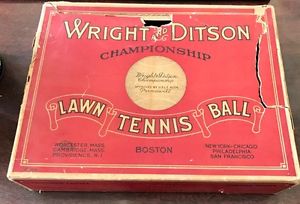 WRIGHT & DITSON
CHAMPIONSHIP
Wright & Ditson
Championship
LAWN TENNIS BALL
WORCESTER, MASS.
CAMBRIDGE, MASS.
PROVIDENCE, R.I.
BOSTON
NEW YORK-CHICAGO
PHILADELPHIA
SAN FRANCISCO